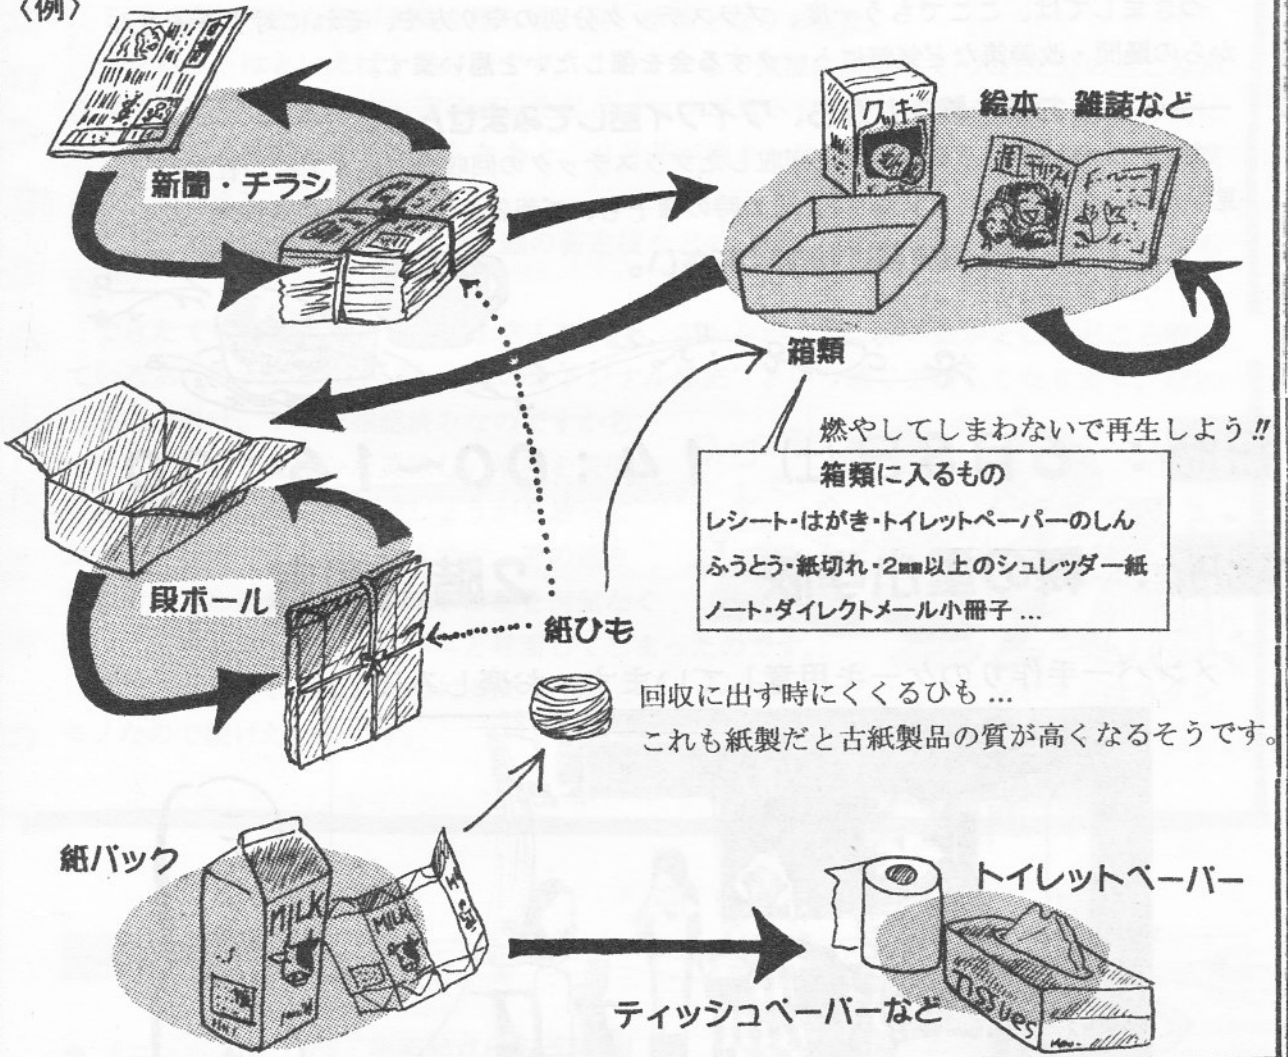 〈例〉
新聞
新聞・チラシ
クッキー
絵本　雑誌など
週刊
箱類
燃やしてしまわないで再生しよう!!
箱類に入るもの
レシート・はがき・トイレットペーパーのしん
ふうとう・紙切れ・2mm以上のシュレッダー紙
ノート・ダイレクトメール小冊子…
段ボール
紙ひも
回収に出す時にくくるひも
これも紙製だと古紙製品の質が高くなるそうです。
紙パック
MILK
MILK
トイレットペーパー
TISSUES
ティッシュペーパーなど